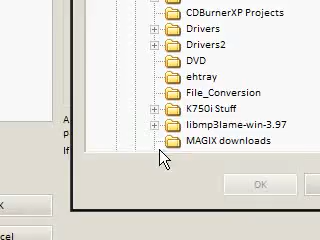 CDBurnerXP Projects
Drivers
Drivers2
DVD
ehtray
File_Conversion
K750i Stuff
libmp3lame-win-3.97
MAGIX downloads
OK